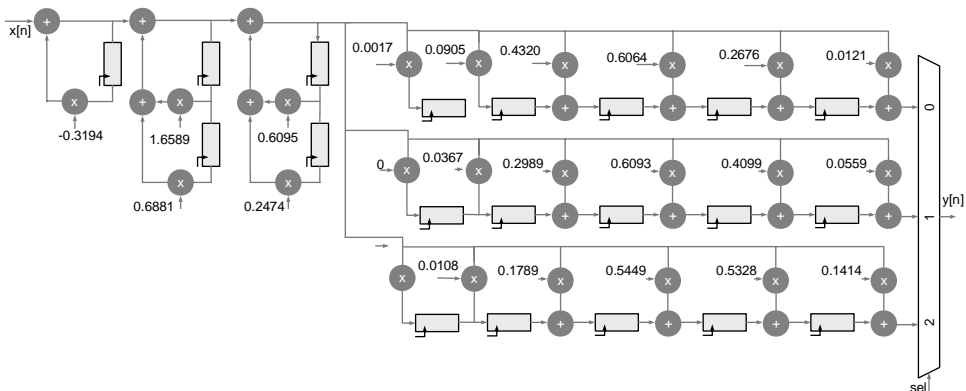 x[n]
+
+
+
x
-0.3194
+
x
1.6589
x
0.6881
+
x
0.6095
x
0.2474
0.0017
0.0905
0.4320
0.6064
0.2676
0.0121
x
x
x
x
x
x
+
+
+
+
0
0
0.0367
0.2989
0.6093
0.4099
0.0559
x
x
x
x
x
x
+
+
+
+
1
y[n]
0.0108
0.1789
0.5449
0.5328
0.1414
x
x
x
x
x
x
+
+
+
+
2
sel